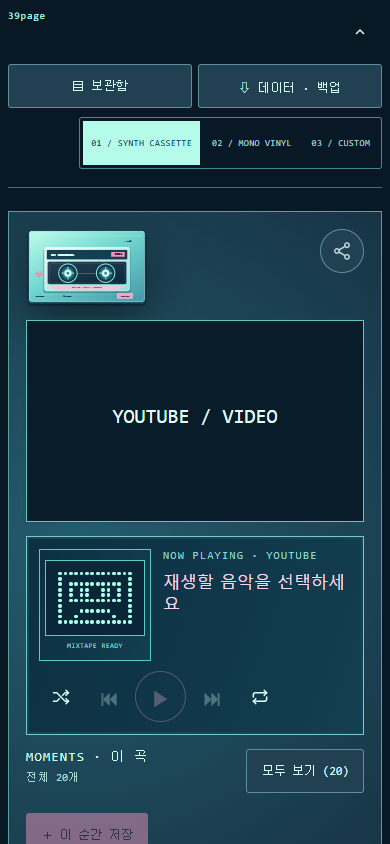 39page
보관함
데이터 · 백업
01 / SYNTH CASSETTE
02 / MONO VINYL
03 / CUSTOM
YOUTUBE / VIDEO
NOW PLAYING · YOUTUBE
재생할 음악을 선택하세
요
MIXTAPE READY
MOMENTS · 이 곡
전체 20개
모두 보기 (20)
+ 이 순간 저장